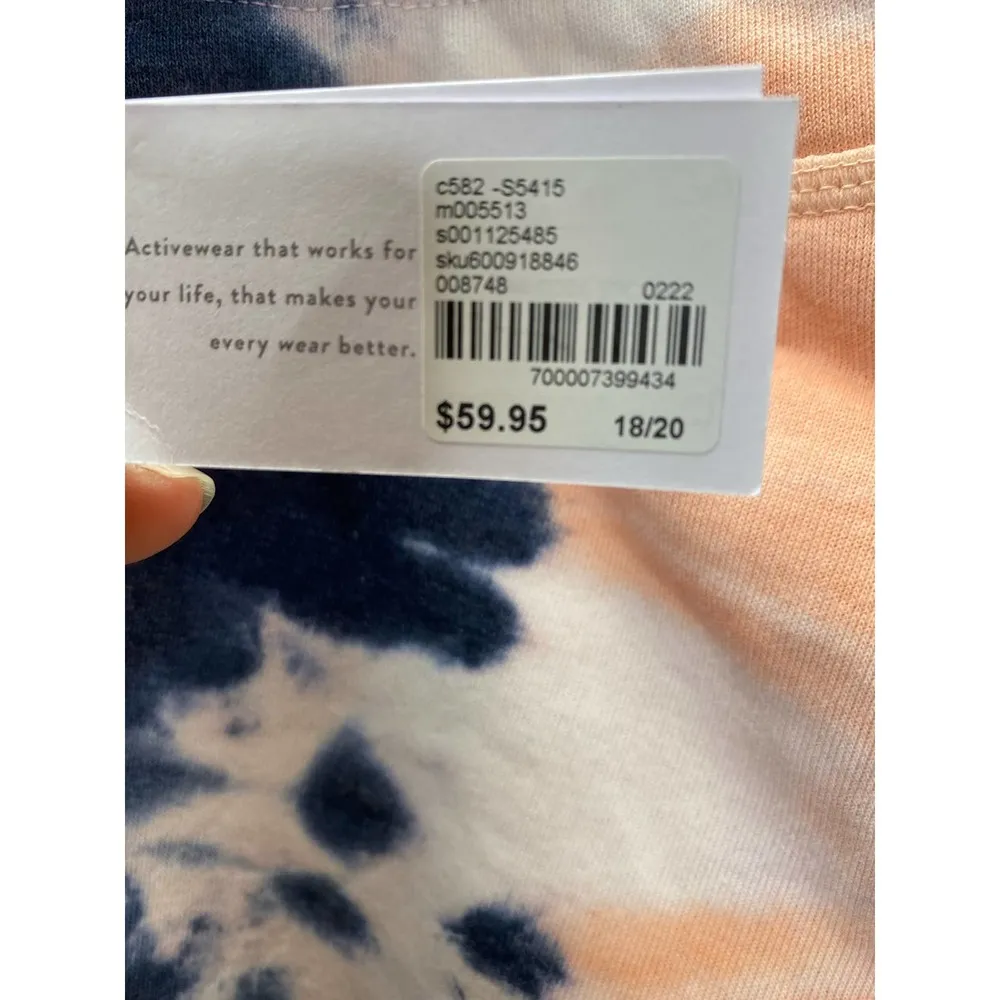 Activewear that works for
your life, that makes your
every wear better.
c582 -S5415
m005513
s001125485
sku600918846
008748 0222
700007399434
$59.95 18/20